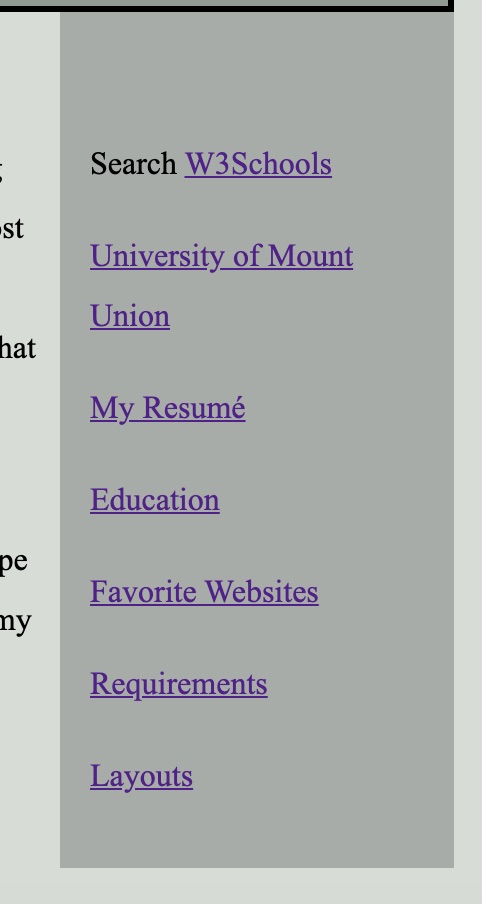 Search W3Schools
ost
University of Mount
Union
hat
My Resumé
Education
pe
Favorite Websites
my
Requirements
Layouts